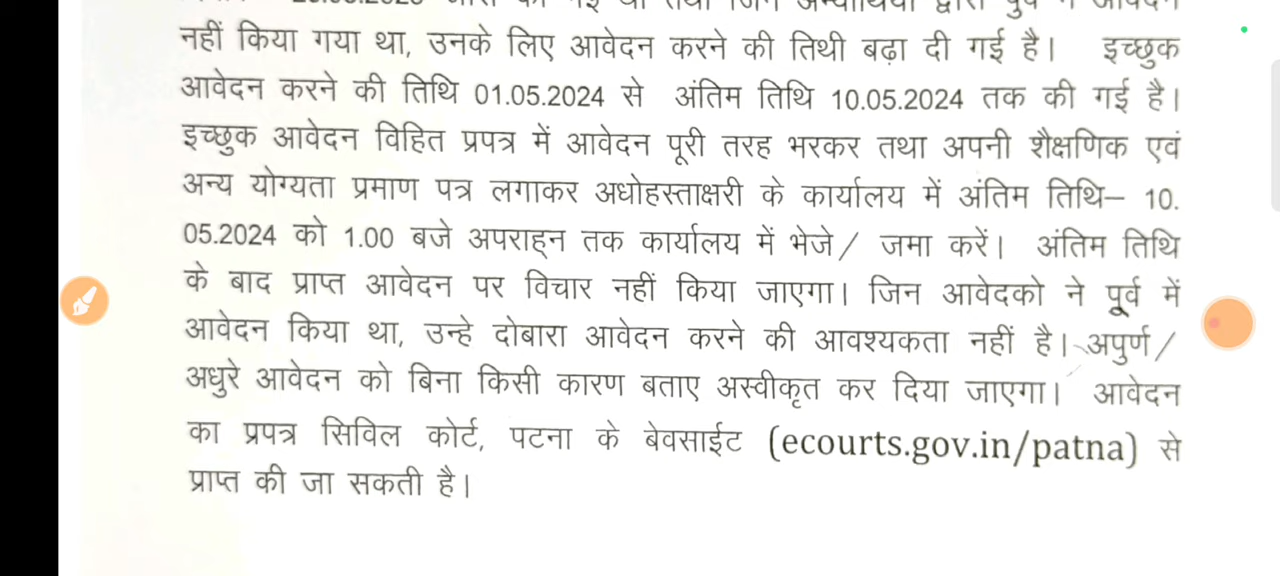 नहीं किया गया था, उनके लिए आवेदन करने की तिथी बढ़ा दी गई है। इच्छुक
आवेदन करने की तिथि 01.05.2024 से अंतिम तिथि 10.05.2024 तक की गई है।
इच्छुक आवेदन विहित प्रपत्र में आवेदन पूरी तरह भरकर तथा अपनी शैक्षणिक एवं
अन्य योग्यता प्रमाण पत्र लगाकर अधोहस्ताक्षरी के कार्यालय में अंतिम तिथि– 10.
05.2024 को 1.00 बजे अपराह्न तक कार्यालय में भेजे/ जमा करें। अंतिम तिथि
के बाद प्राप्त आवेदन पर विचार नहीं किया जाएगा। जिन आवेदको ने पूर्व में
आवेदन किया था, उन्हे दोबारा आवेदन करने की आवश्यकता नहीं है। अपुर्ण/
अधुरे आवेदन को बिना किसी कारण बताए अस्वीकृत कर दिया जाएगा। आवेदन
का प्रपत्र सिविल कोर्ट, पटना के बेवसाईट (ecourts.gov.in/patna) से
प्राप्त की जा सकती है।